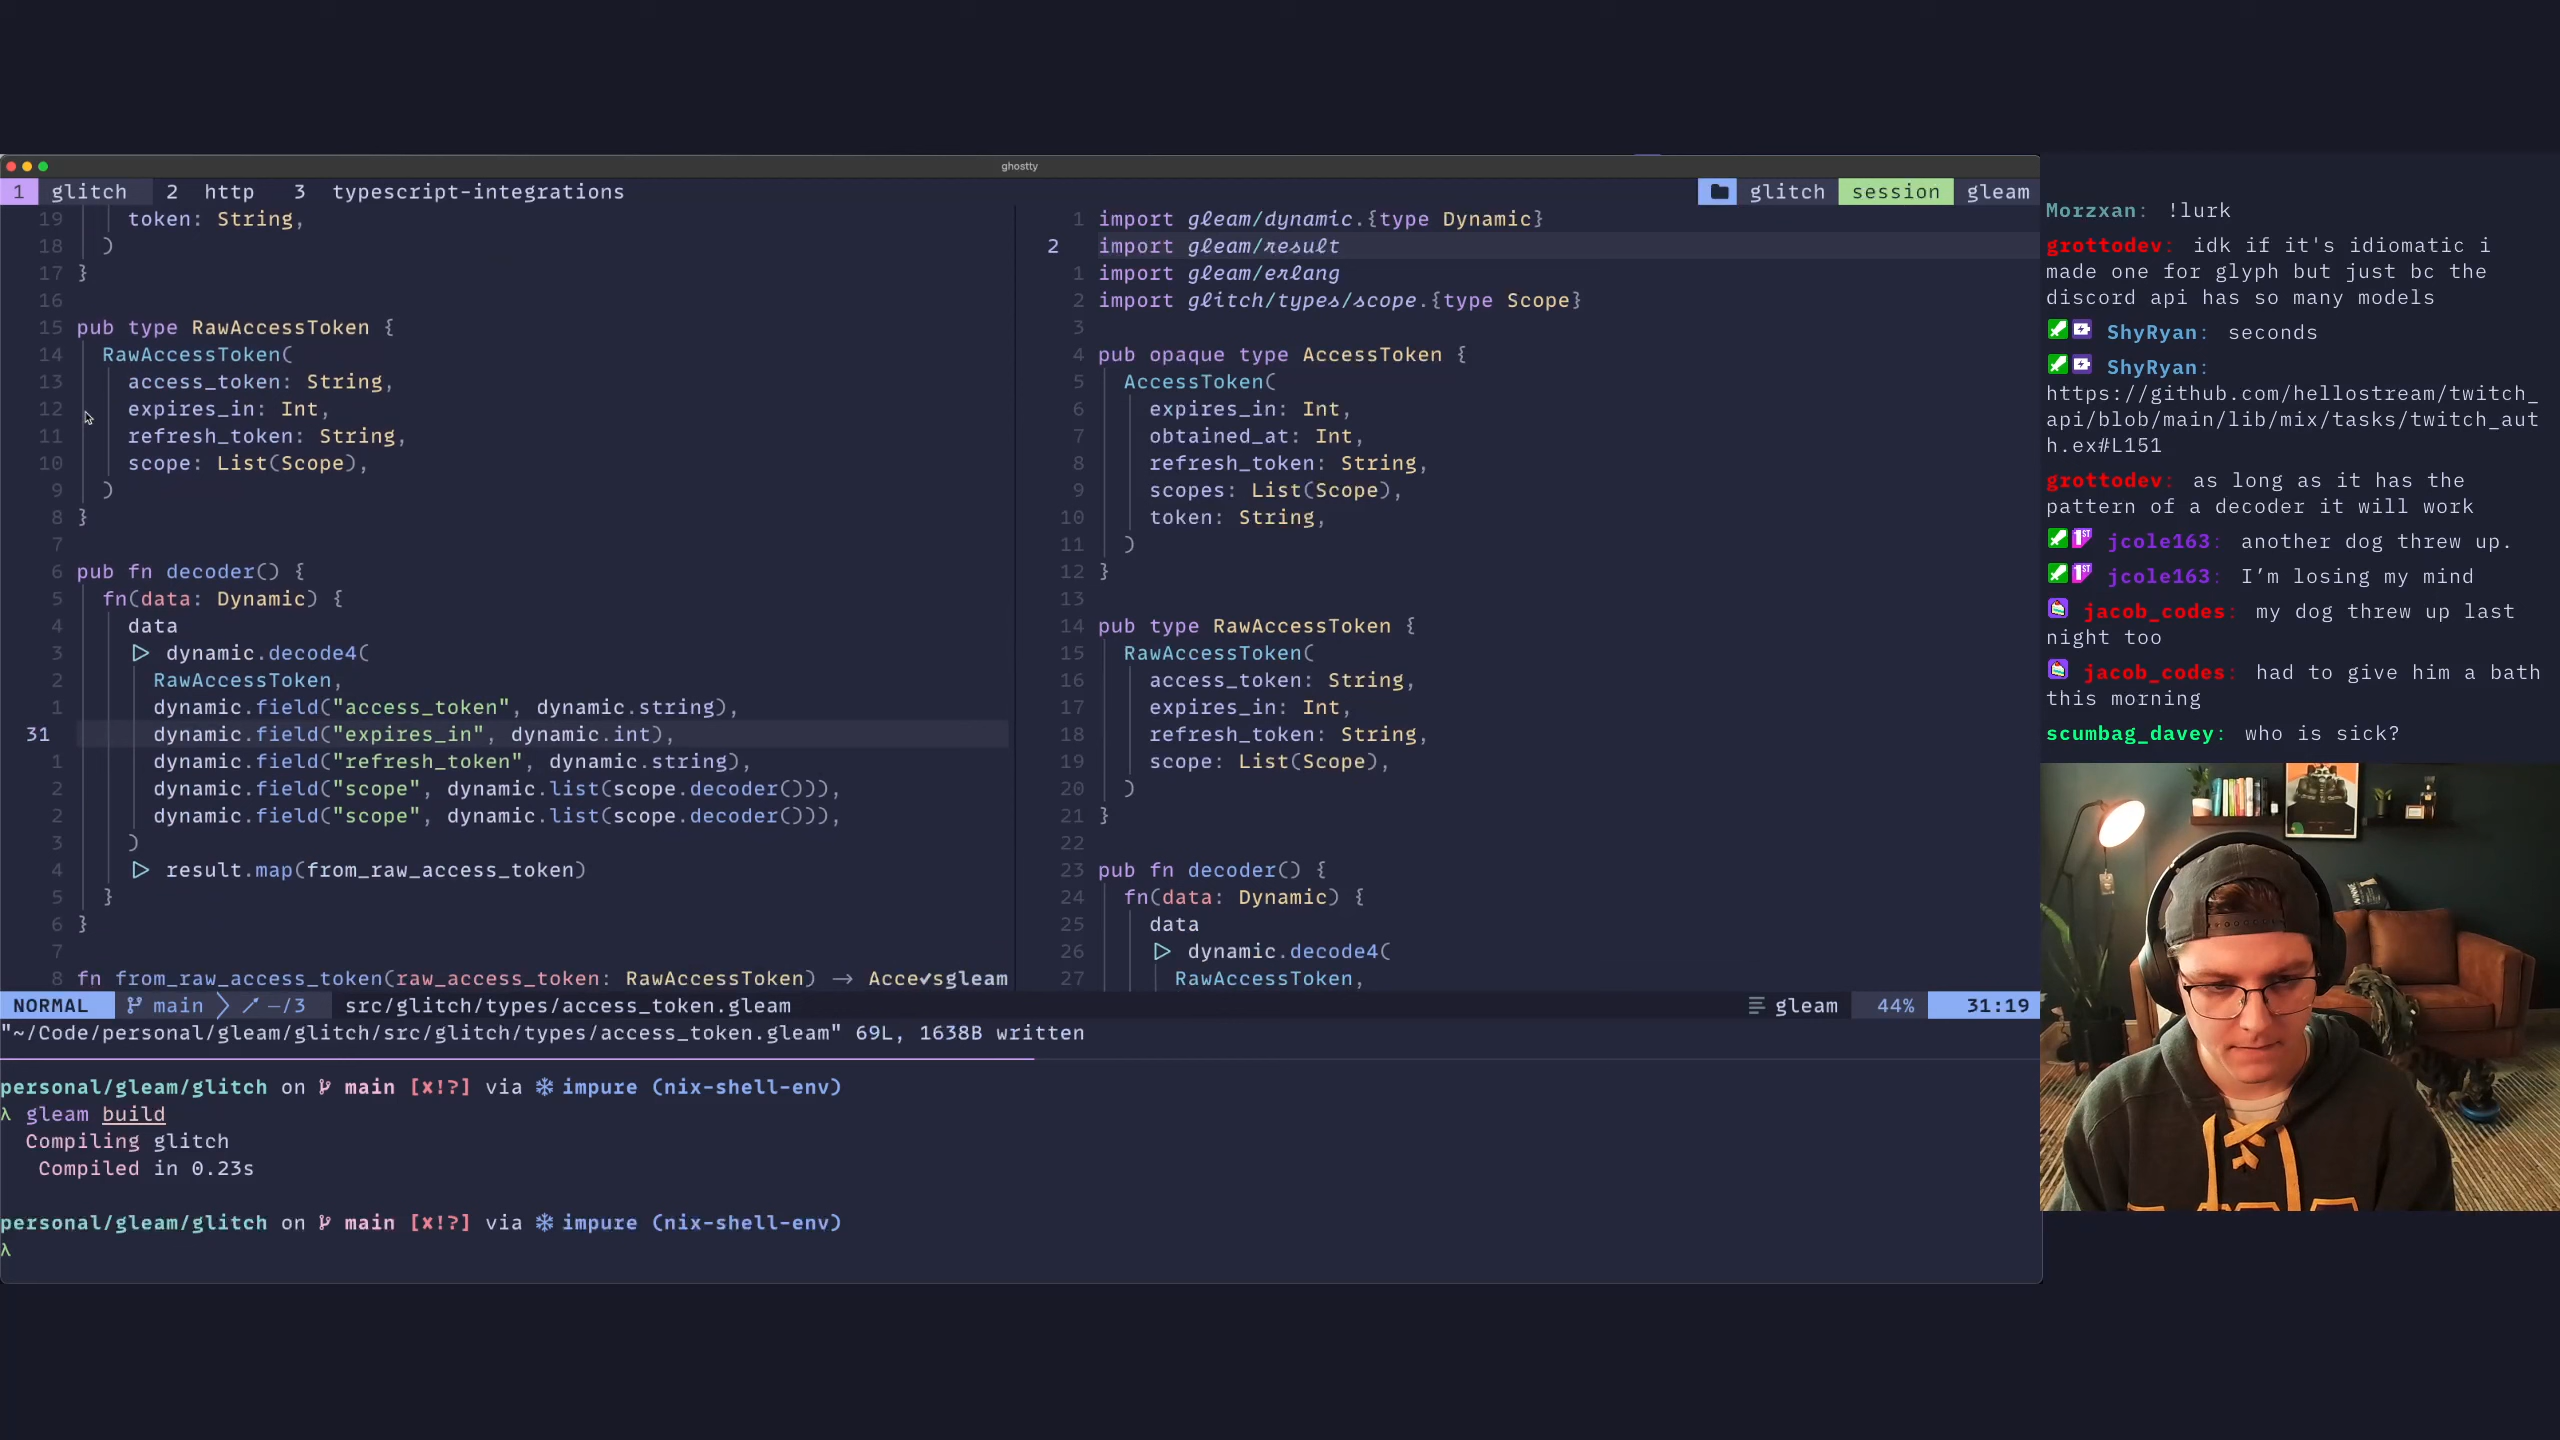 ghostty
1 glitch 2 http 3 typescript-integrations
glitch session gleam
19 token: String,
18 )
17 }
16
15 pub type RawAccessToken {
14 RawAccessToken(
13 access_token: String,
12 expires_in: Int,
11 refresh_token: String,
10 scope: List(Scope),
9 )
8 }
7
6 pub fn decoder() {
5 fn(data: Dynamic) {
4 data
3 ▷ dynamic.decode4(
2 RawAccessToken,
1 dynamic.field("access_token", dynamic.string),
31 dynamic.field("expires_in", dynamic.int),
1 dynamic.field("refresh_token", dynamic.string),
2 dynamic.field("scope", dynamic.list(scope.decoder())),
2 dynamic.field("scope", dynamic.list(scope.decoder())),
3 )
4 ▷ result.map(from_raw_access_token)
5 }
6 }
7
8 fn from_raw_access_token(raw_access_token: RawAccessToken) → Acce✓sgleam
1 import gleam/dynamic.{type Dynamic}
2 import gleam/result
1 import gleam/erlang
2 import glitch/types/scope.{type Scope}
3
4 pub opaque type AccessToken {
5 AccessToken(
6 expires_in: Int,
7 obtained_at: Int,
8 refresh_token: String,
9 scopes: List(Scope),
10 token: String,
11 )
12 }
13
14 pub type RawAccessToken {
15 RawAccessToken(
16 access_token: String,
17 expires_in: Int,
18 refresh_token: String,
19 scope: List(Scope),
20 )
21 }
22
23 pub fn decoder() {
24 fn(data: Dynamic) {
25 data
26 ▷ dynamic.decode4(
27 RawAccessToken,
NORMAL main -/3 src/glitch/types/access_token.gleam gleam 44% 31:19
"~/Code/personal/gleam/glitch/src/glitch/types/access_token.gleam" 69L, 1638B written
personal/gleam/glitch on main [✘!?] via ❄ impure (nix-shell-env)
λ gleam build
Compiling glitch
Compiled in 0.23s
personal/gleam/glitch on main [✘!?] via ❄ impure (nix-shell-env)
λ
Morzxan: !lurk
grottodev: idk if it's idiomatic i
made one for glyph but just bc the
discord api has so many models
ShyRyan: seconds
ShyRyan:
https://github.com/hellostream/twitch_
api/blob/main/lib/mix/tasks/twitch_aut
h.ex#L151
grottodev: as long as it has the
pattern of a decoder it will work
jcole163: another dog threw up.
jcole163: I’m losing my mind
jacob_codes: my dog threw up last
night too
jacob_codes: had to give him a bath
this morning
scumbag_davey: who is sick?